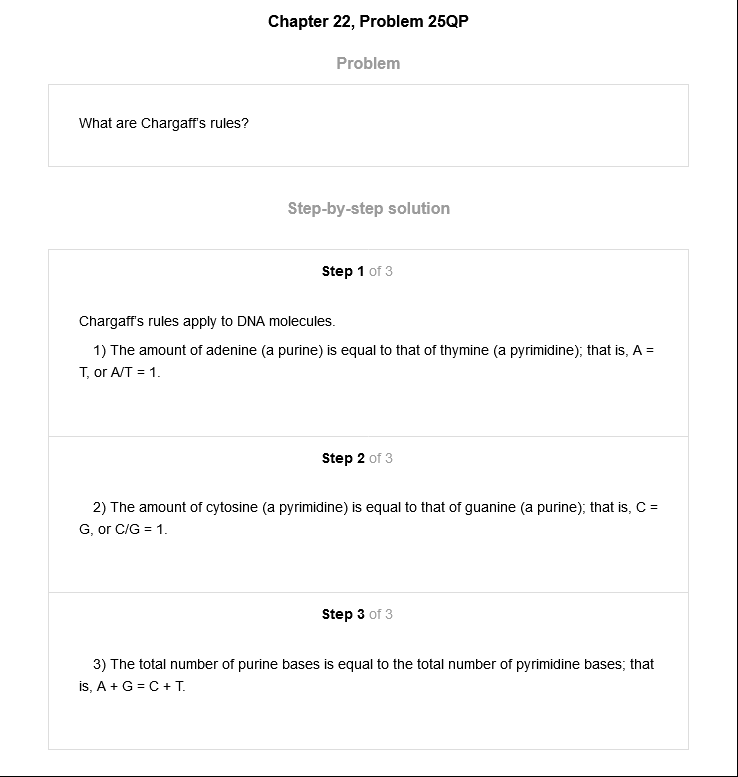 Chapter 22, Problem 25QP
Problem
What are Chargaff's rules?
Step-by-step solution
Step 1 of 3
Chargaff's rules apply to DNA molecules.
1) The amount of adenine (a purine) is equal to that of thymine (a pyrimidine); that is, A =
T, or A/T = 1.
Step 2 of 3
2) The amount of cytosine (a pyrimidine) is equal to that of guanine (a purine); that is, C =
G, or C/G = 1.
Step 3 of 3
3) The total number of purine bases is equal to the total number of pyrimidine bases; that
is, A + G = C + T.